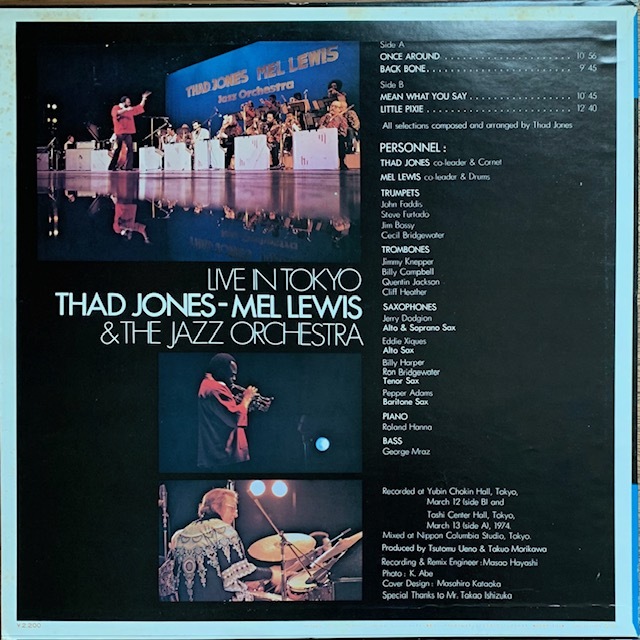 THAD JONES MEL LEWIS
Jazz Orchestra
LIVE IN TOKYO
THAD JONES-MEL LEWIS
& THE JAZZ ORCHESTRA
Side A
ONCE AROUND . . . . . . . . . . . . . . . . . . . . . . 10' 56
BACK BONE. . . . . . . . . . . . . . . . . . . . . . . . . 9' 45
Side B
MEAN WHAT YOU SAY . . . . . . . . . . . . . . . . . 10' 45
LITTLE PIXIE. . . . . . . . . . . . . . . . . . . . . . . . 12' 40
All selections composed and arranged by Thad Jones
PERSONNEL :
THAD JONES co-leader & Cornet
MEL LEWIS co-leader & Drums
TRUMPETS
John Faddis
Steve Furtado
Jim Bossy
Cecil Bridgewater
TROMBONES
Jimmy Knepper
Billy Campbell
Quentin Jackson
Cliff Heather
SAXOPHONES
Jerry Dodgion
Alto & Soprano Sax
Eddie Xiques
Alto Sax
Billy Harper
Ron Bridgewater
Tenor Sax
Pepper Adams
Baritone Sax
PIANO
Roland Hanna
BASS
George Mraz
Recorded at Yubin Chokin Hall, Tokyo,
March 12 (side B) and
Toshi Center Hall, Tokyo,
March 13 (side A), 1974.
Mixed at Nippon Columbia Studio, Tokyo.
Produced by Tsutomu Ueno & Takuo Morikawa
Recording & Remix Engineer : Masao Hayashi
Photo : K. Abe
Cover Design : Masahiro Kataoka
Special Thanks to Mr. Takao Ishizuka
¥2,200